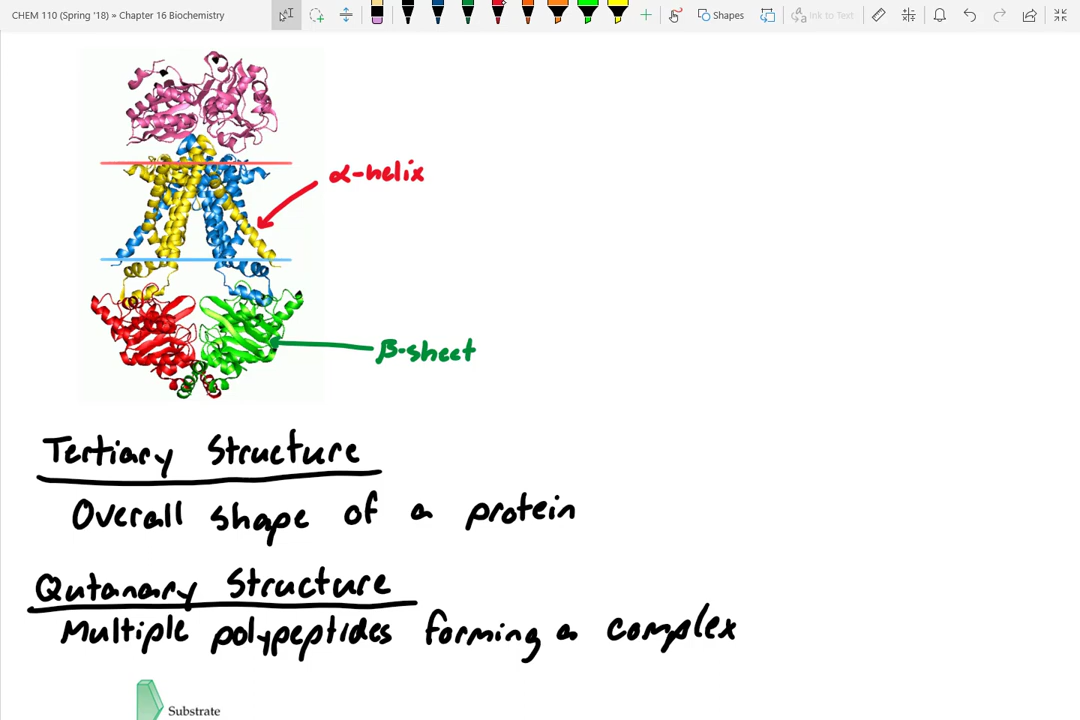 CHEM 110 (Spring '18) » Chapter 16 Biochemistry
Shapes
Ink to Text
α-helix
β-sheet
Tertiary Structure
Overall shape of a protein
Qutanary Structure
Multiple polypeptides forming a complex
Substrate